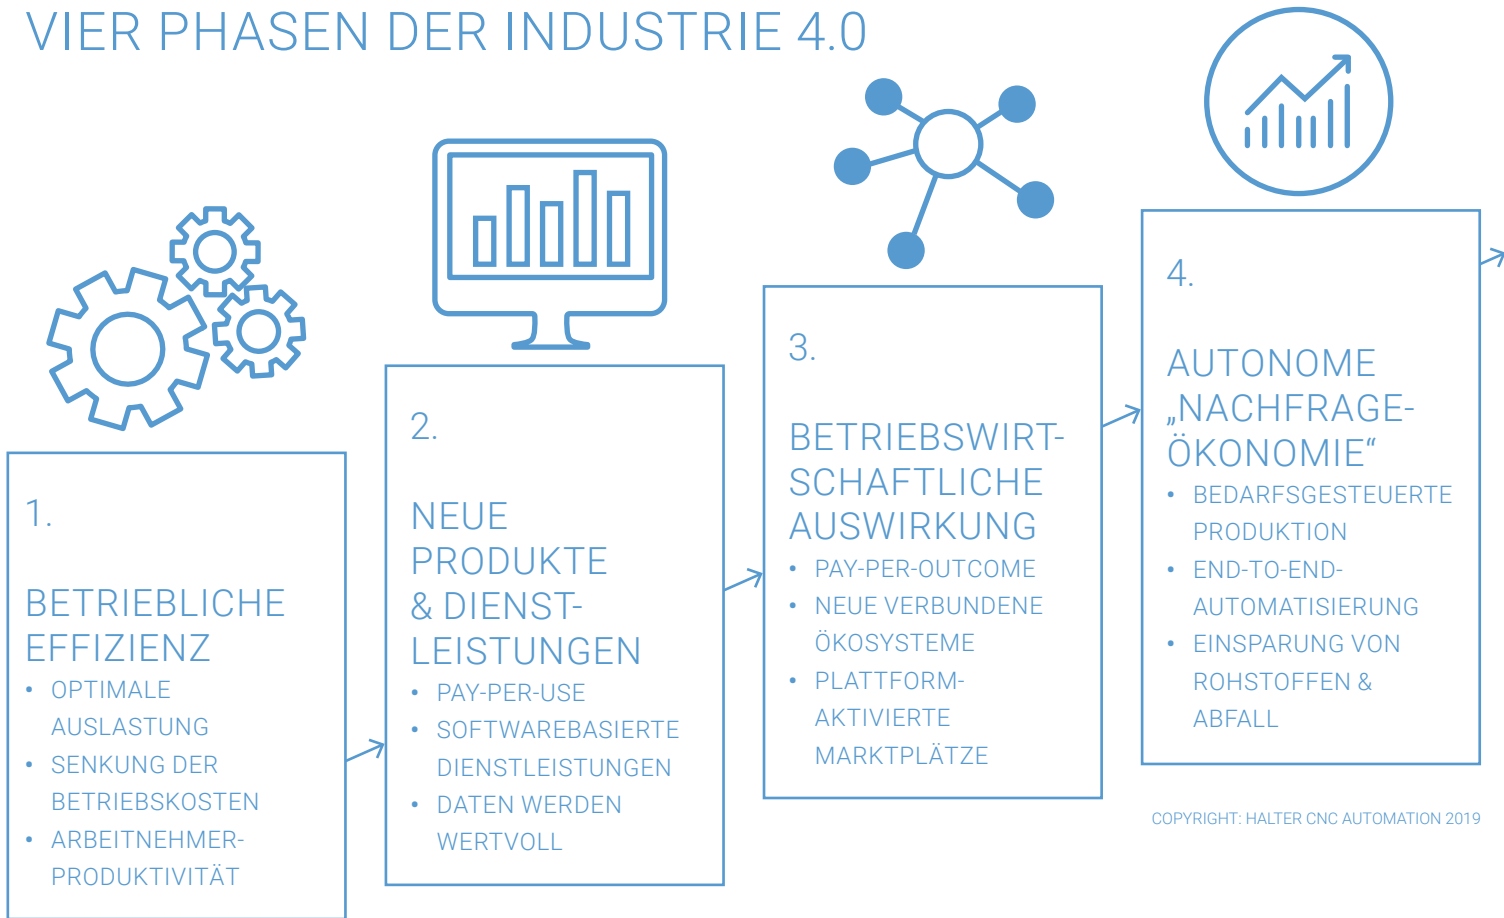 VIER PHASEN DER INDUSTRIE 4.0
1.
BETRIEBLICHE
EFFIZIENZ
• OPTIMALE
AUSLASTUNG
• SENKUNG DER
BETRIEBSKOSTEN
• ARBEITNEHMER-
PRODUKTIVITÄT
2.
NEUE
PRODUKTE
& DIENST-
LEISTUNGEN
• PAY-PER-USE
• SOFTWAREBASIERTE
DIENSTLEISTUNGEN
• DATEN WERDEN
WERTVOLL
3.
BETRIEBSWIRT-
SCHAFTLICHE
AUSWIRKUNG
• PAY-PER-OUTCOME
• NEUE VERBUNDENE
ÖKOSYSTEME
• PLATTFORM-
AKTIVIERTE
MARKTPLÄTZE
4.
AUTONOME
„NACHFRAGE-
ÖKONOMIE“
• BEDARFSGESTEUERTE
PRODUKTION
• END-TO-END-
AUTOMATISIERUNG
• EINSPARUNG VON
ROHSTOFFEN &
ABFALL
COPYRIGHT: HALTER CNC AUTOMATION 2019